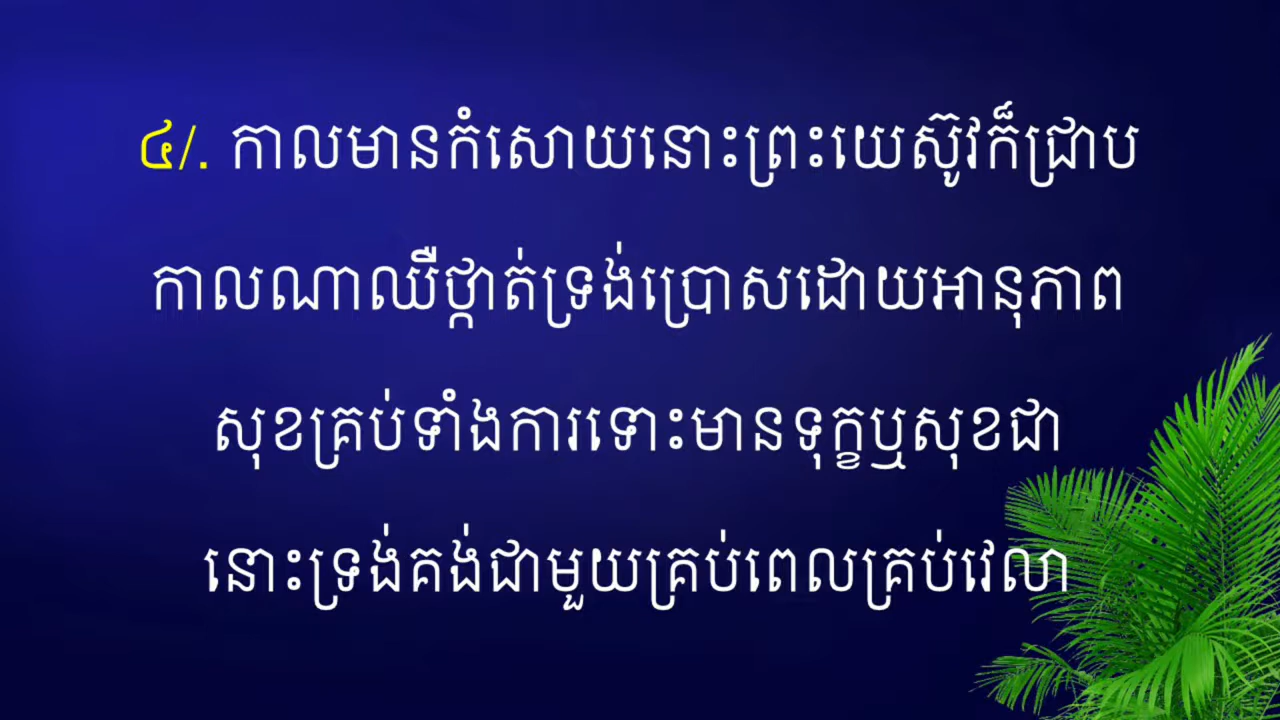 ៤/. កាលមានកំសោយនោះព្រះយេស៊ូវក៏ជ្រាប
កាលណាឈឺថ្កាត់ទ្រង់ប្រោសដោយអានុភាព
សុខគ្រប់ទាំងការទោះមានទុក្ខឬសុខជា
នោះទ្រង់គង់ជាមួយគ្រប់ពេលគ្រប់វេលា